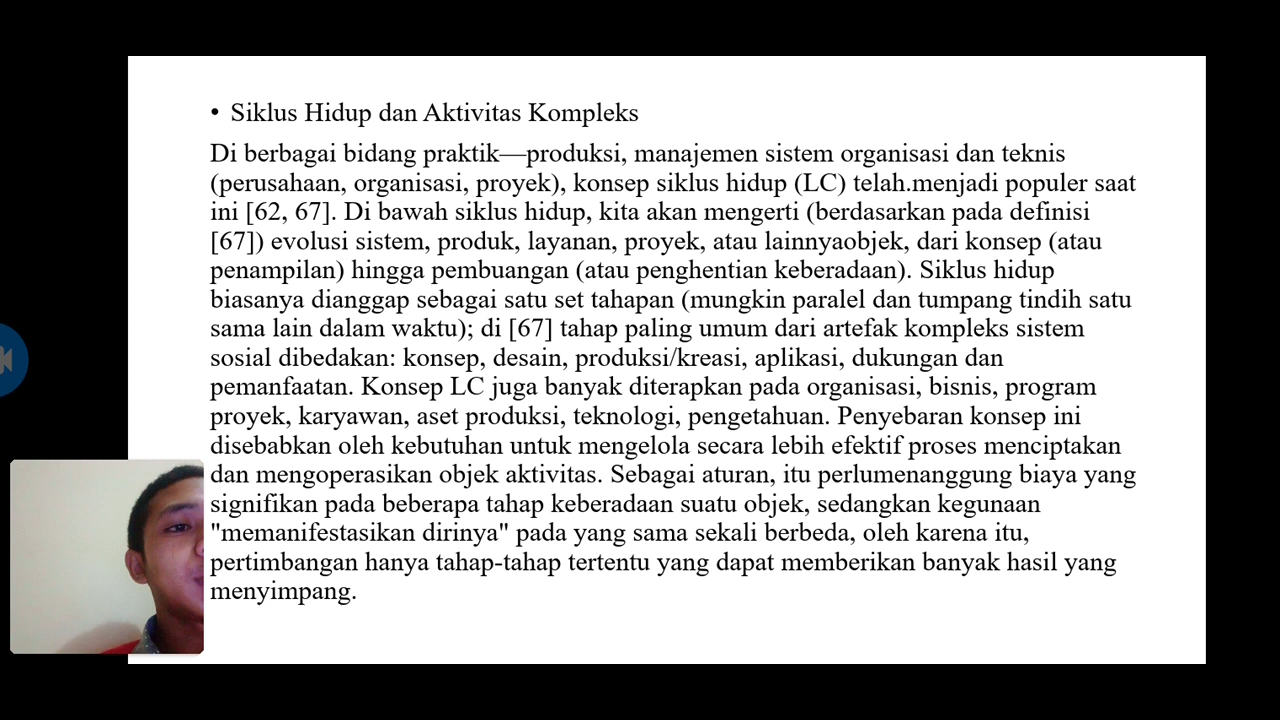 • Siklus Hidup dan Aktivitas Kompleks
Di berbagai bidang praktik—produksi, manajemen sistem organisasi dan teknis
(perusahaan, organisasi, proyek), konsep siklus hidup (LC) telah.menjadi populer saat
ini [62, 67]. Di bawah siklus hidup, kita akan mengerti (berdasarkan pada definisi
[67]) evolusi sistem, produk, layanan, proyek, atau lainnyaobjek, dari konsep (atau
penampilan) hingga pembuangan (atau penghentian keberadaan). Siklus hidup
biasanya dianggap sebagai satu set tahapan (mungkin paralel dan tumpang tindih satu
sama lain dalam waktu); di [67] tahap paling umum dari artefak kompleks sistem
sosial dibedakan: konsep, desain, produksi/kreasi, aplikasi, dukungan dan
pemanfaatan. Konsep LC juga banyak diterapkan pada organisasi, bisnis, program
proyek, karyawan, aset produksi, teknologi, pengetahuan. Penyebaran konsep ini
disebabkan oleh kebutuhan untuk mengelola secara lebih efektif proses menciptakan
dan mengoperasikan objek aktivitas. Sebagai aturan, itu perlumenanggung biaya yang
signifikan pada beberapa tahap keberadaan suatu objek, sedangkan kegunaan
"memanifestasikan dirinya" pada yang sama sekali berbeda, oleh karena itu,
pertimbangan hanya tahap-tahap tertentu yang dapat memberikan banyak hasil yang
menyimpang.